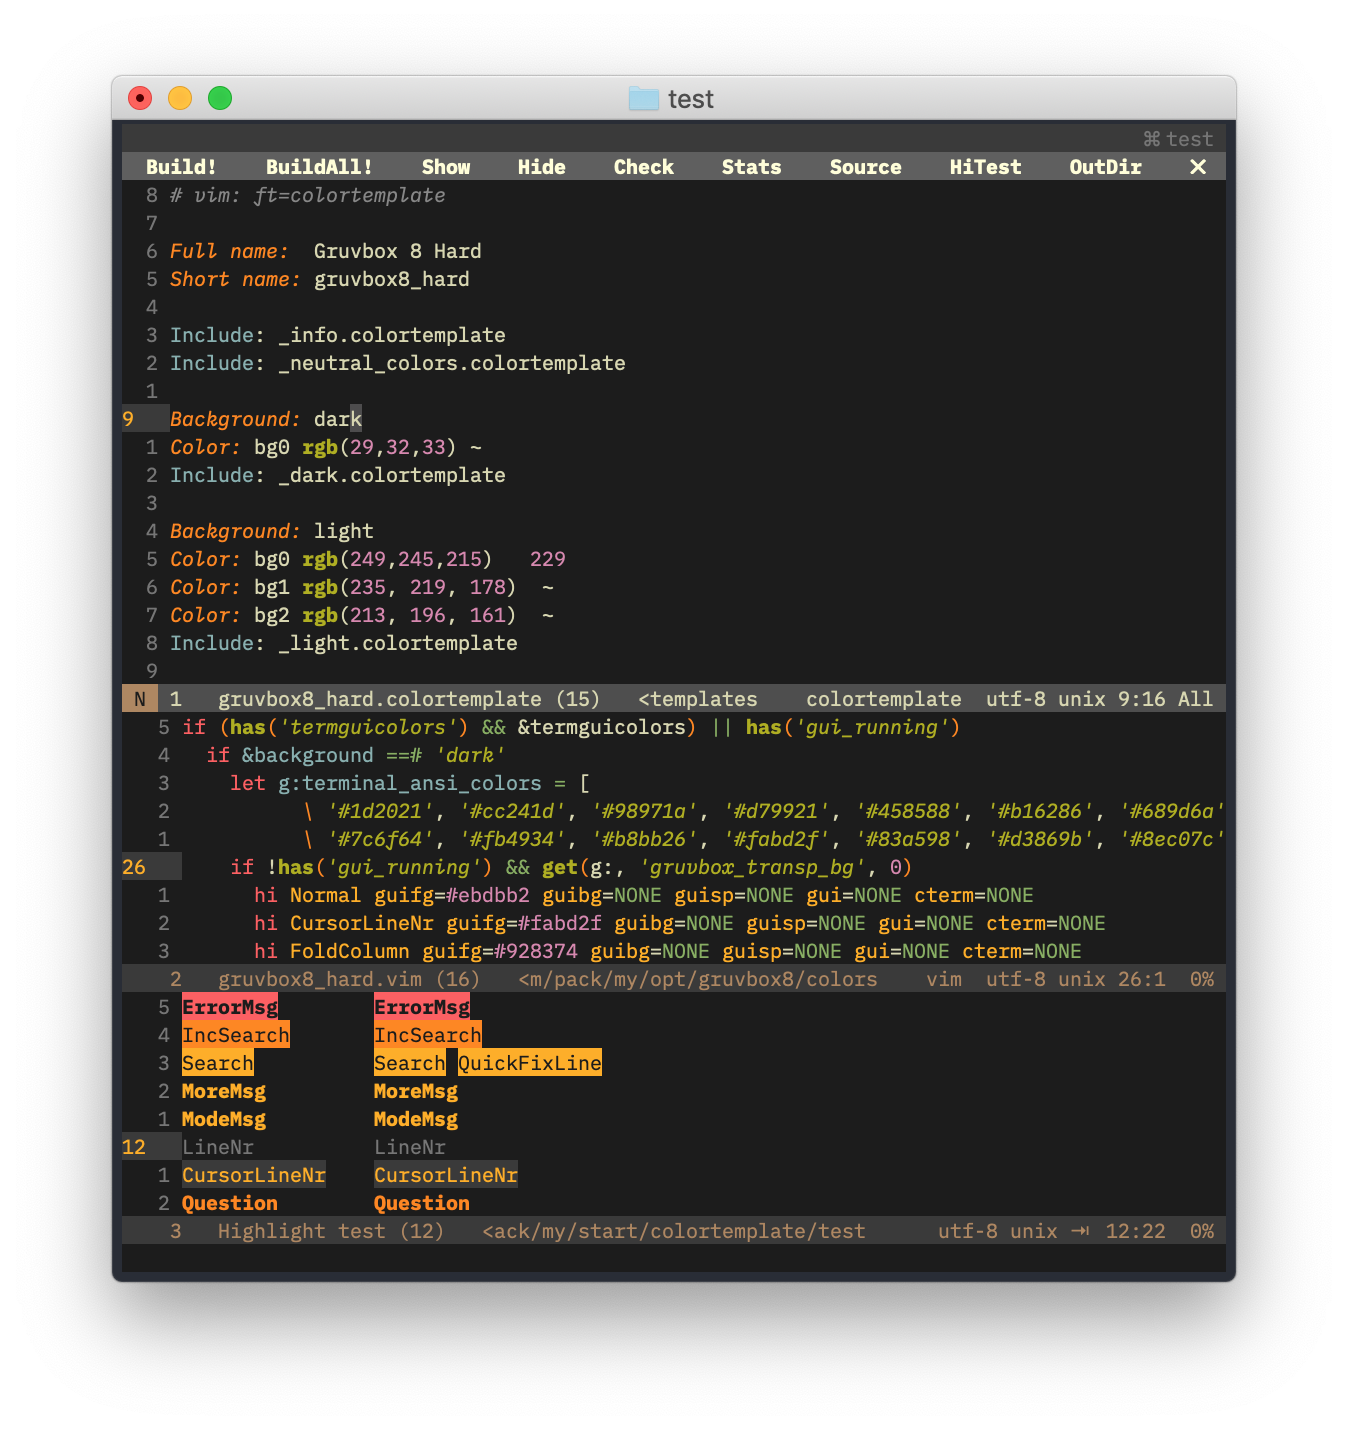 test
⌘ test
Build! BuildAll! Show Hide Check Stats Source HiTest OutDir ✕
8 # vim: ft=colortemplate
7
6 Full name:  Gruvbox 8 Hard
5 Short name: gruvbox8_hard
4
3 Include: _info.colortemplate
2 Include: _neutral_colors.colortemplate
1
9 Background: dark
1 Color: bg0 rgb(29,32,33) ~
2 Include: _dark.colortemplate
3
4 Background: light
5 Color: bg0 rgb(249,245,215)   229
6 Color: bg1 rgb(235, 219, 178)  ~
7 Color: bg2 rgb(213, 196, 161)  ~
8 Include: _light.colortemplate
9
N 1 gruvbox8_hard.colortemplate (15) <templates colortemplate utf-8 unix 9:16 All
5 if (has('termguicolors') && &termguicolors) || has('gui_running')
4   if &background ==# 'dark'
3     let g:terminal_ansi_colors = [
2           \ '#1d2021', '#cc241d', '#98971a', '#d79921', '#458588', '#b16286', '#689d6a'
1           \ '#7c6f64', '#fb4934', '#b8bb26', '#fabd2f', '#83a598', '#d3869b', '#8ec07c'
26     if !has('gui_running') && get(g:, 'gruvbox_transp_bg', 0)
1       hi Normal guifg=#ebdbb2 guibg=NONE guisp=NONE gui=NONE cterm=NONE
2       hi CursorLineNr guifg=#fabd2f guibg=NONE guisp=NONE gui=NONE cterm=NONE
3       hi FoldColumn guifg=#928374 guibg=NONE guisp=NONE gui=NONE cterm=NONE
2 gruvbox8_hard.vim (16) <m/pack/my/opt/gruvbox8/colors vim utf-8 unix 26:1 0%
5 ErrorMsg ErrorMsg
4 IncSearch IncSearch
3 Search Search QuickFixLine
2 MoreMsg MoreMsg
1 ModeMsg ModeMsg
12 LineNr LineNr
1 CursorLineNr CursorLineNr
2 Question Question
3 Highlight test (12) <ack/my/start/colortemplate/test utf-8 unix ⇥ 12:22 0%